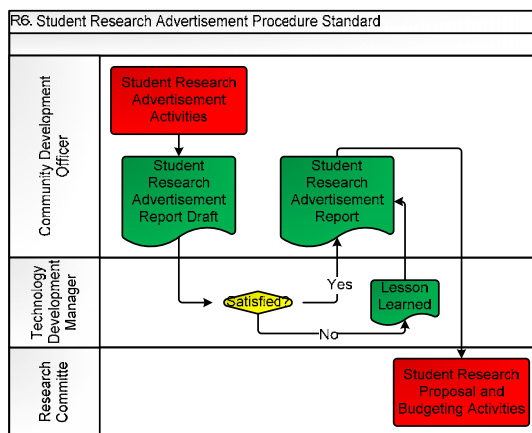 R6. Student Research Advertisement Procedure Standard
Community Development
Officer
Student Research
Advertisement
Activities
Student
Research
Advertisement
Report Draft
Student
Research
Advertisement
Report
Technology
Development
Manager
Satisfied?
Yes
No
Lesson
Learned
Research
Committe
Student Research
Proposal and
Budgeting Activities